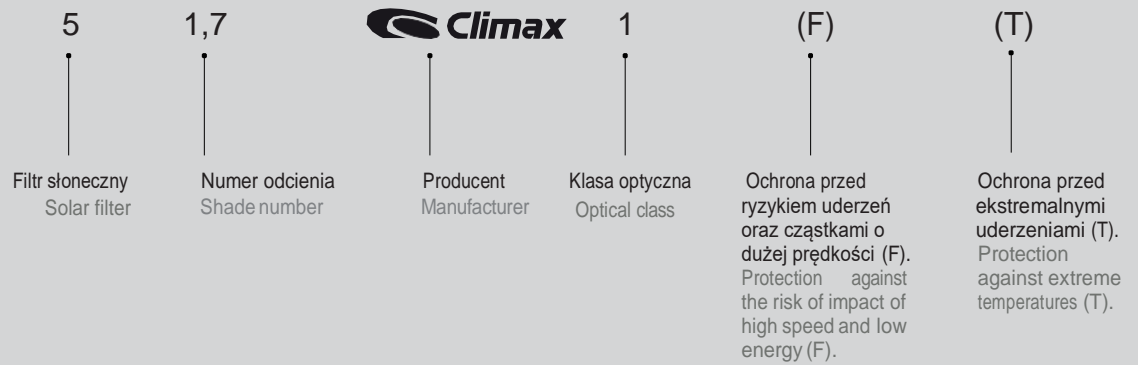 5 1,7 Climax 1 (F) (T)
Filtr słoneczny
Solar filter
Numer odcienia
Shade number
Producent
Manufacturer
Klasa optyczna
Optical class
Ochrona przed
ryzykiem uderzeń
oraz cząstkami o
dużej prędkości (F).
Protection against
the risk of impact of
high speed and low
energy (F).
Ochrona przed
ekstremalnymi
uderzeniami (T).
Protection
against extreme
temperatures (T).